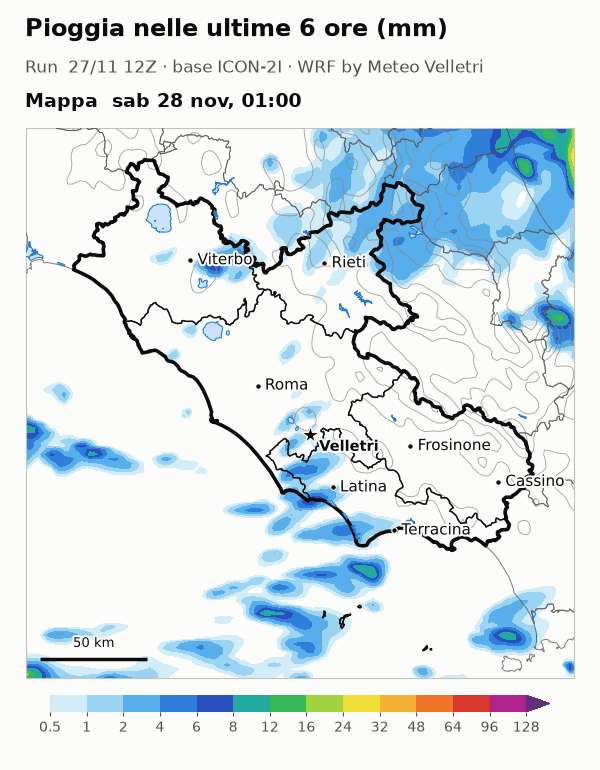 Pioggia nelle ultime 6 ore (mm)
Run  27/11 12Z · base ICON-2I · WRF by Meteo Velletri
Mappa  sab 28 nov, 01:00
Viterbo
Rieti
Roma
Velletri
Frosinone
Latina
Cassino
Terracina
50 km
0.5 1 2 4 6 8 12 16 24 32 48 64 96 128